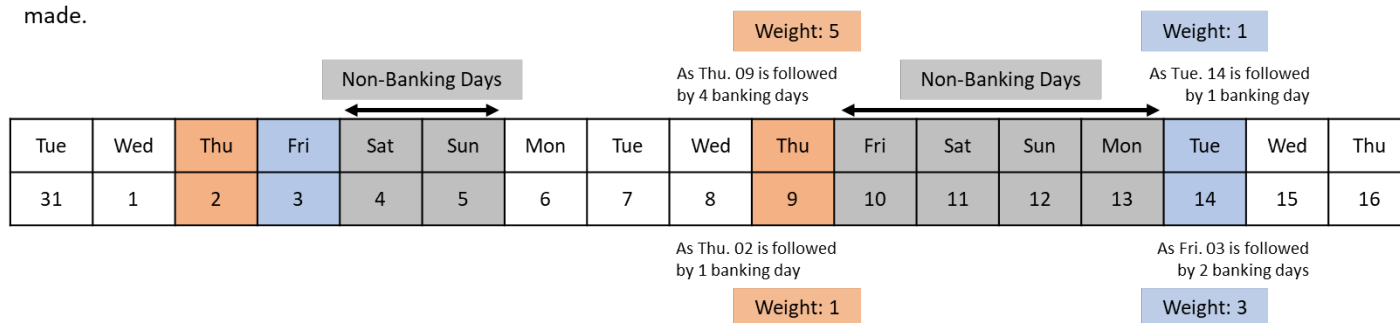 made.
Weight: 5
Weight: 1
Non-Banking Days
As Thu. 09 is followed
by 4 banking days
Non-Banking Days
As Tue. 14 is followed
by 1 banking day
Tue Wed Thu Fri Sat Sun Mon Tue Wed Thu Fri Sat Sun Mon Tue Wed Thu
31 1 2 3 4 5 6 7 8 9 10 11 12 13 14 15 16
As Thu. 02 is followed
by 1 banking day
As Fri. 03 is followed
by 2 banking days
Weight: 1
Weight: 3